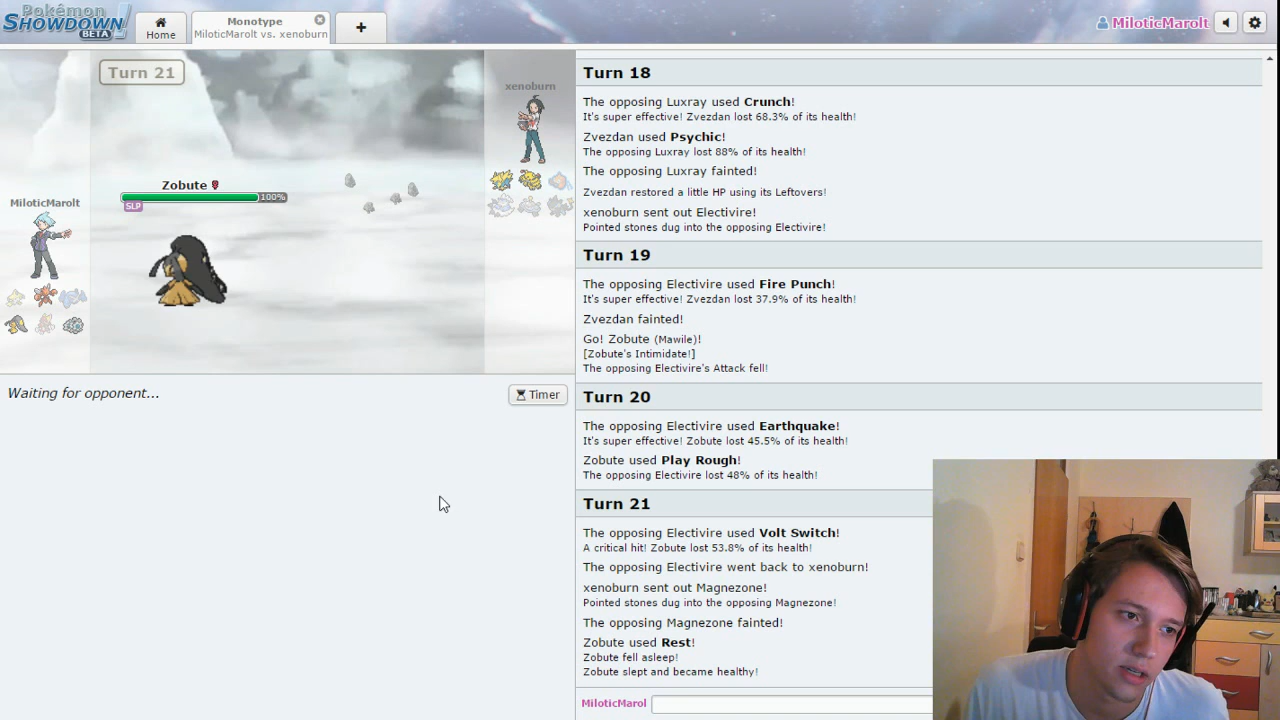 Pokémon
SHOWDOWN!
BETA
Home
Monotype
MiloticMarolt vs. xenoburn
+
MiloticMarolt
Turn 21
xenoburn
MiloticMarolt
Zobute
100%
SLP
Waiting for opponent...
Timer
Turn 18
The opposing Luxray used Crunch!
It's super effective! Zvezdan lost 68.3% of its health!
Zvezdan used Psychic!
The opposing Luxray lost 88% of its health!
The opposing Luxray fainted!
Zvezdan restored a little HP using its Leftovers!
xenoburn sent out Electivire!
Pointed stones dug into the opposing Electivire!
Turn 19
The opposing Electivire used Fire Punch!
It's super effective! Zvezdan lost 37.9% of its health!
Zvezdan fainted!
Go! Zobute (Mawile)!
[Zobute's Intimidate!]
The opposing Electivire's Attack fell!
Turn 20
The opposing Electivire used Earthquake!
It's super effective! Zobute lost 45.5% of its health!
Zobute used Play Rough!
The opposing Electivire lost 48% of its health!
Turn 21
The opposing Electivire used Volt Switch!
A critical hit! Zobute lost 53.8% of its health!
The opposing Electivire went back to xenoburn!
xenoburn sent out Magnezone!
Pointed stones dug into the opposing Magnezone!
The opposing Magnezone fainted!
Zobute used Rest!
Zobute fell asleep!
Zobute slept and became healthy!
MiloticMarol